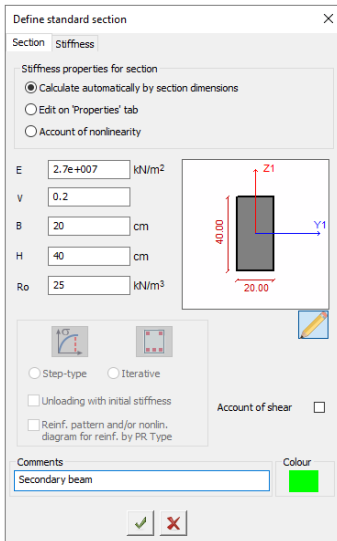 Define standard section
Section Stiffness
Stiffness properties for section
Calculate automatically by section dimensions
Edit on 'Properties' tab
Account of nonlinearity
E 2.7e+007 kN/m²
V 0.2
B 20 cm
H 40 cm
Ro 25 kN/m³
Z1
Y1
40.00
20.00
σ
Step-type Iterative
Unloading with initial stiffness
Reinf. pattern and/or nonlin.
diagram for reinf. by PR Type
Account of shear
Comments
Secondary beam
Colour